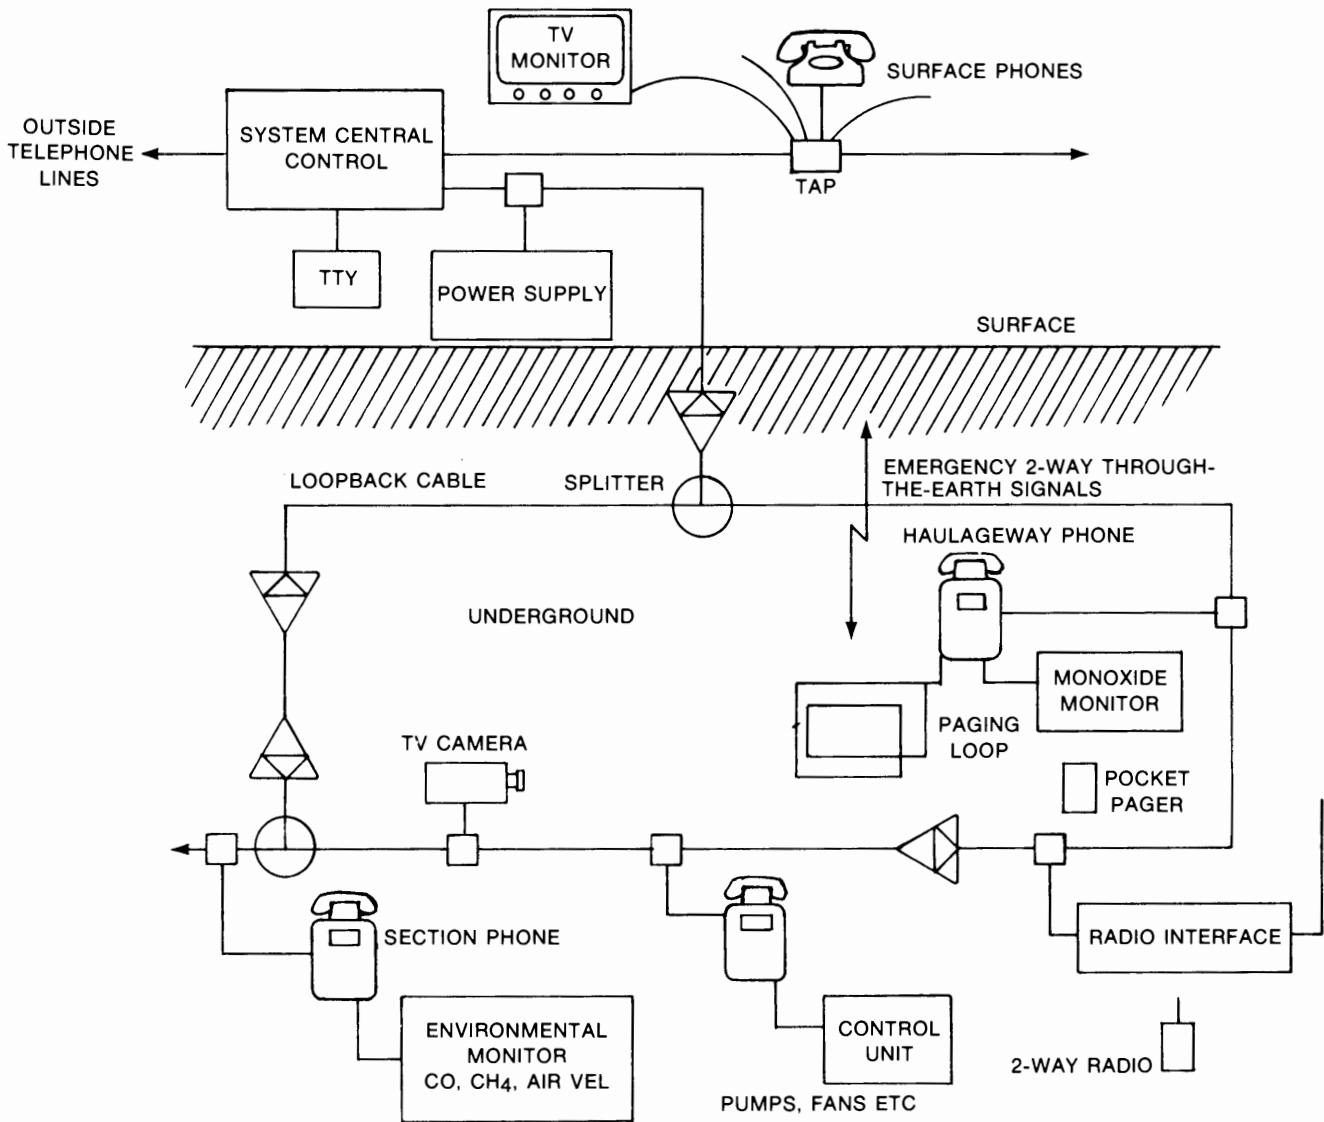 TV
MONITOR
SURFACE PHONES
OUTSIDE
TELEPHONE
LINES
SYSTEM CENTRAL
CONTROL
TAP
TTY
POWER SUPPLY
SURFACE
LOOPBACK CABLE
SPLITTER
EMERGENCY 2-WAY THROUGH-
THE-EARTH SIGNALS
HAULAGEWAY PHONE
UNDERGROUND
MONOXIDE
MONITOR
PAGING
LOOP
TV CAMERA
POCKET
PAGER
SECTION PHONE
RADIO INTERFACE
ENVIRONMENTAL
MONITOR
CO, CH4, AIR VEL
CONTROL
UNIT
2-WAY RADIO
PUMPS, FANS ETC